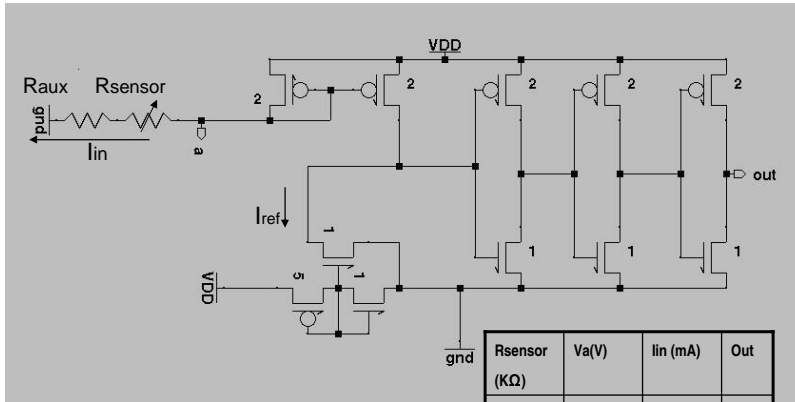 VDD
Raux Rsensor
2 2 2 2 2
gnd
a
Iin
out
Iref
1
1 1 1
5 1
VDD
gnd
Rsensor Va(V) Iin (mA) Out
(KΩ)